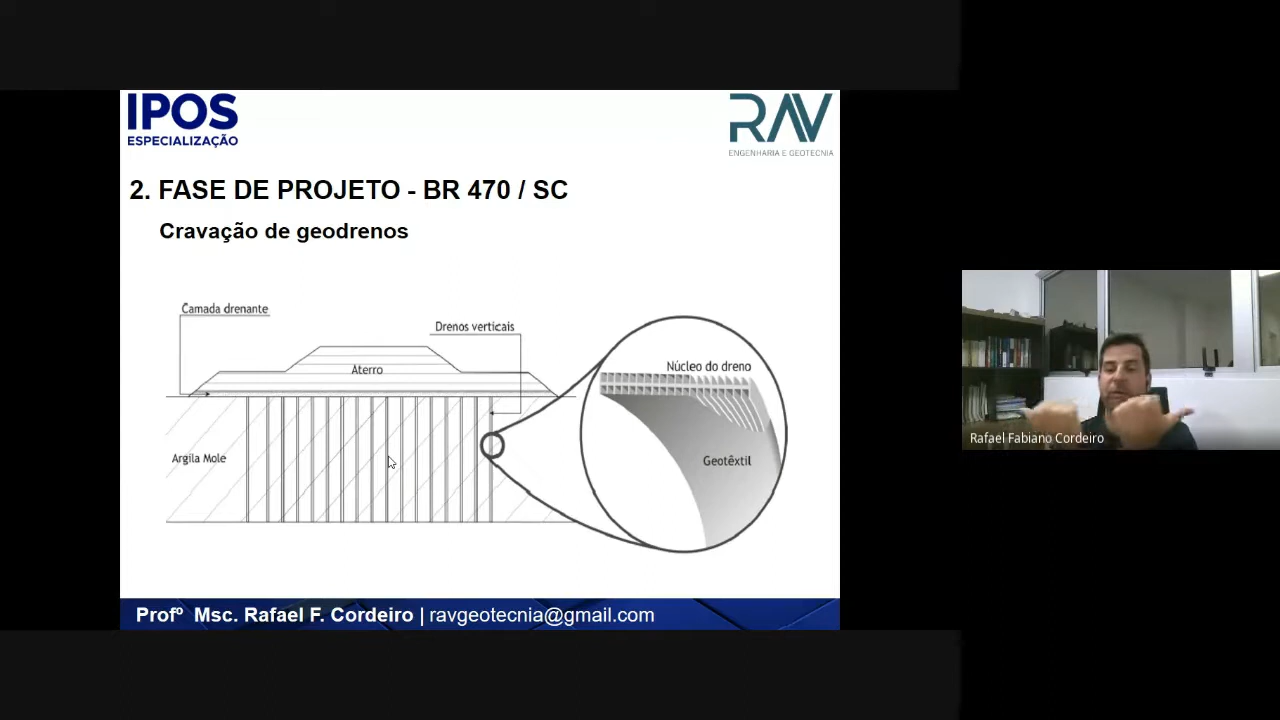 IPOS
ESPECIALIZAÇÃO
RAV
ENGENHARIA E GEOTECNIA
2. FASE DE PROJETO - BR 470 / SC
Cravação de geodrenos
Camada drenante
Drenos verticais
Aterro
Argila Mole
Núcleo do dreno
Geotêxtil
Rafael Fabiano Cordeiro
Profº Msc. Rafael F. Cordeiro | ravgeotecnia@gmail.com